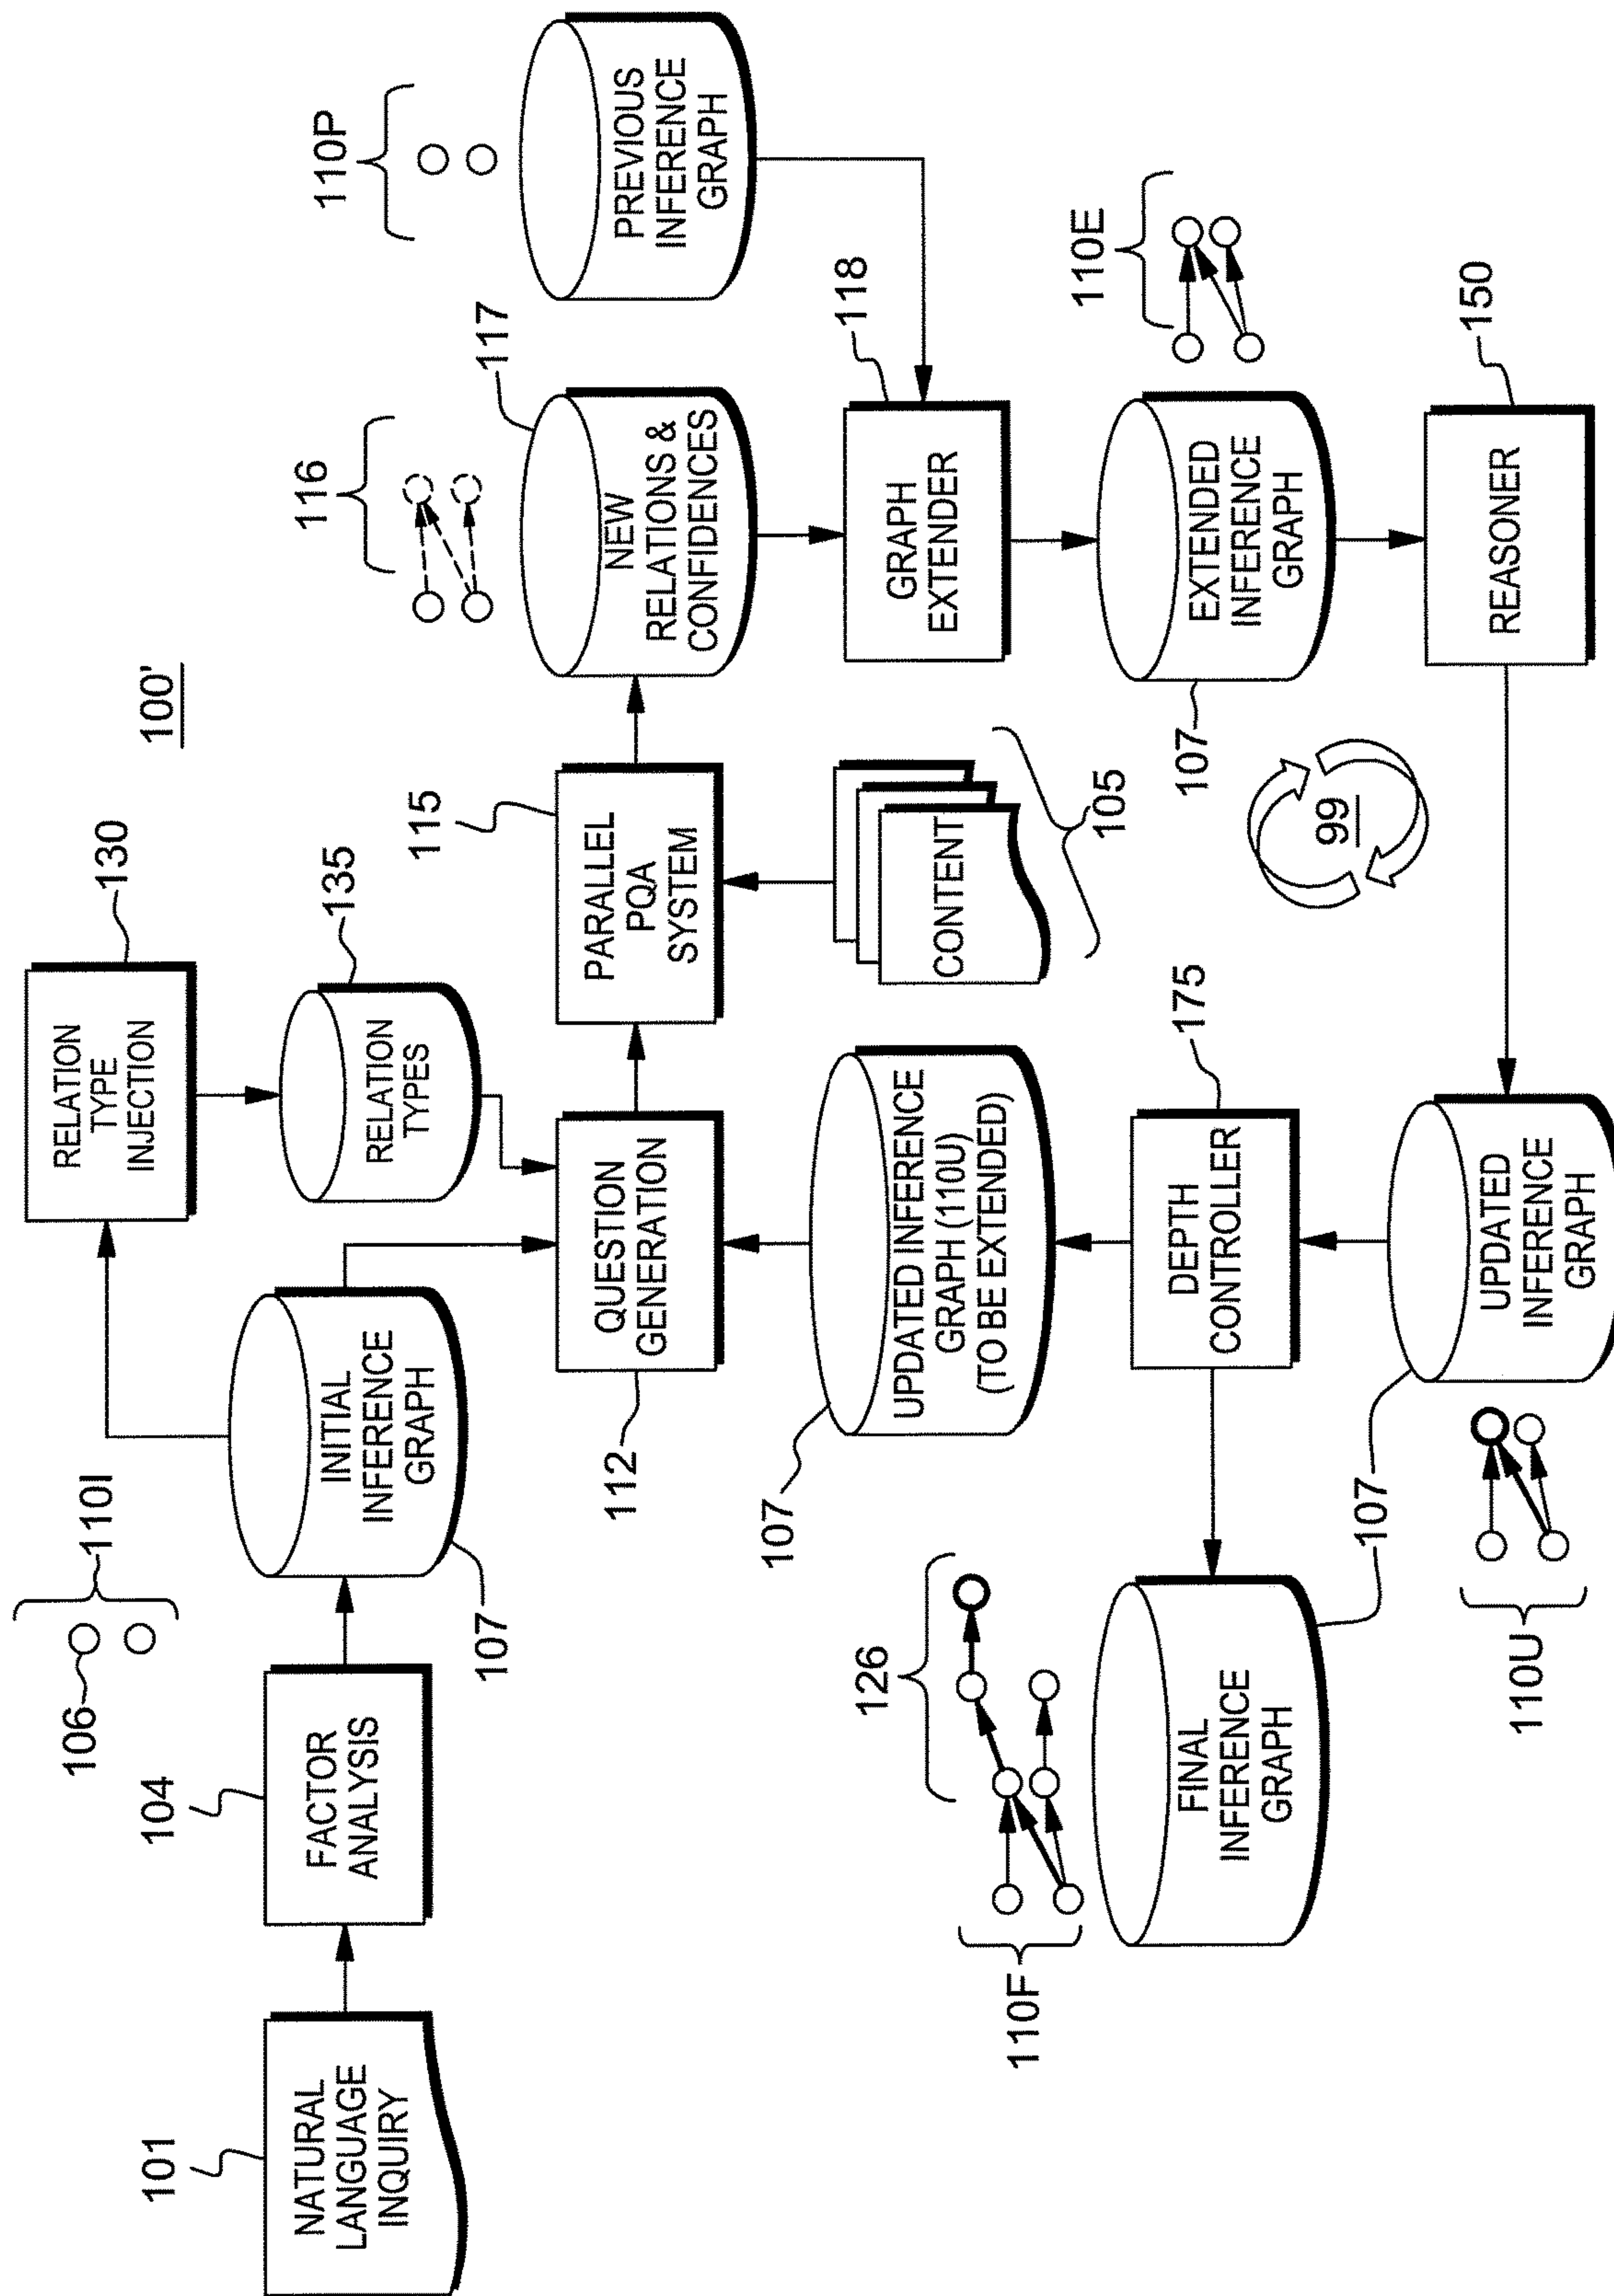 100'
101
NATURAL
LANGUAGE
INQUIRY
104
FACTOR
ANALYSIS
106
110I
INITIAL
INFERENCE
GRAPH
107
130
RELATION
TYPE
INJECTION
135
RELATION
TYPES
112
QUESTION
GENERATION
115
PARALLEL
PQA
SYSTEM
CONTENT
105
116
117
NEW
RELATIONS &
CONFIDENCES
110P
PREVIOUS
INFERENCE
GRAPH
118
GRAPH
EXTENDER
110E
EXTENDED
INFERENCE
GRAPH
107
150
REASONER
99
UPDATED
INFERENCE
GRAPH
107
110U
175
DEPTH
CONTROLLER
UPDATED INFERENCE
GRAPH (110U)
(TO BE EXTENDED)
107
126
110F
FINAL
INFERENCE
GRAPH